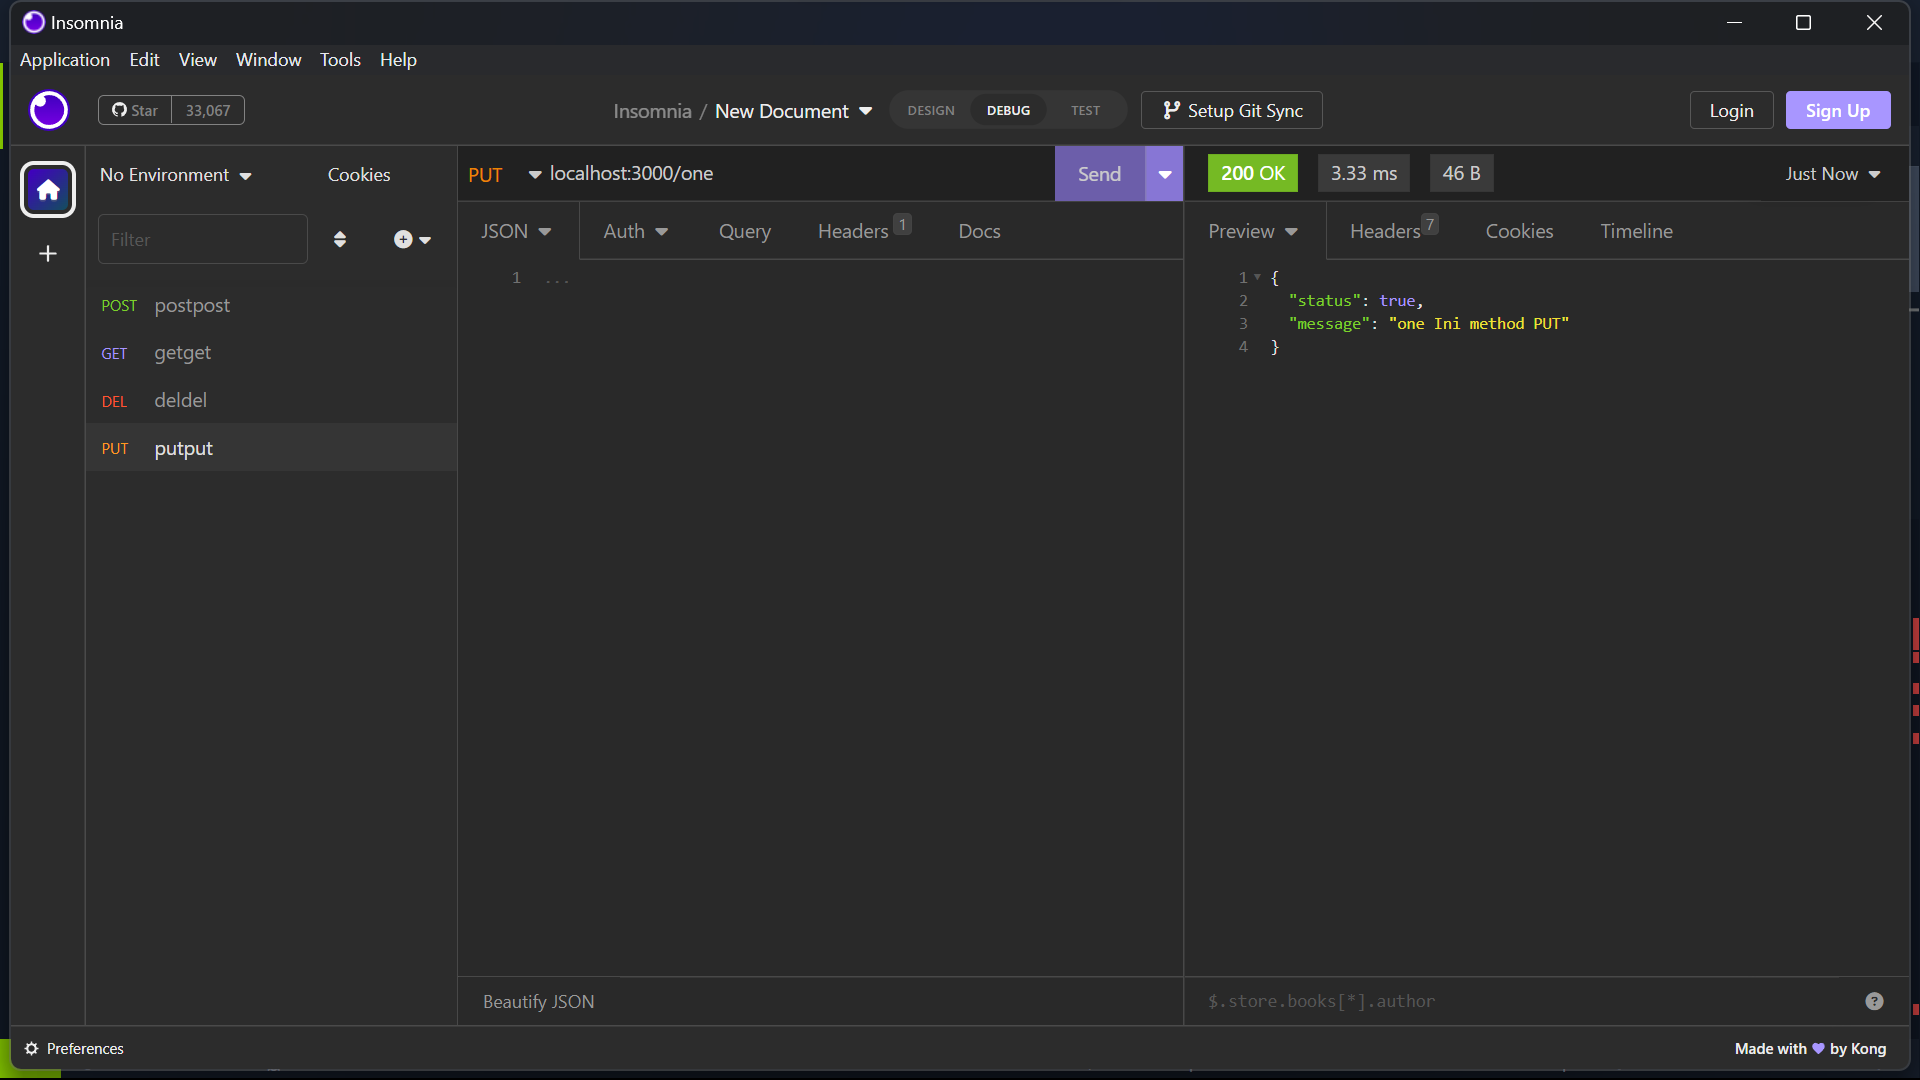 Insomnia
Application Edit View Window Tools Help
Star 33,067
Insomnia / New Document
DESIGN DEBUG TEST
Setup Git Sync
Login
Sign Up
No Environment
Cookies
Filter
POST postpost
GET getget
DEL deldel
PUT putput
PUT localhost:3000/one
Send
JSON Auth Query Headers 1 Docs
1 ...
Beautify JSON
200 OK 3.33 ms 46 B
Just Now
Preview Headers 7 Cookies Timeline
1 {
2 "status": true,
3 "message": "one Ini method PUT"
4 }
$.store.books[*].author
?
Preferences
Made with 💜 by Kong